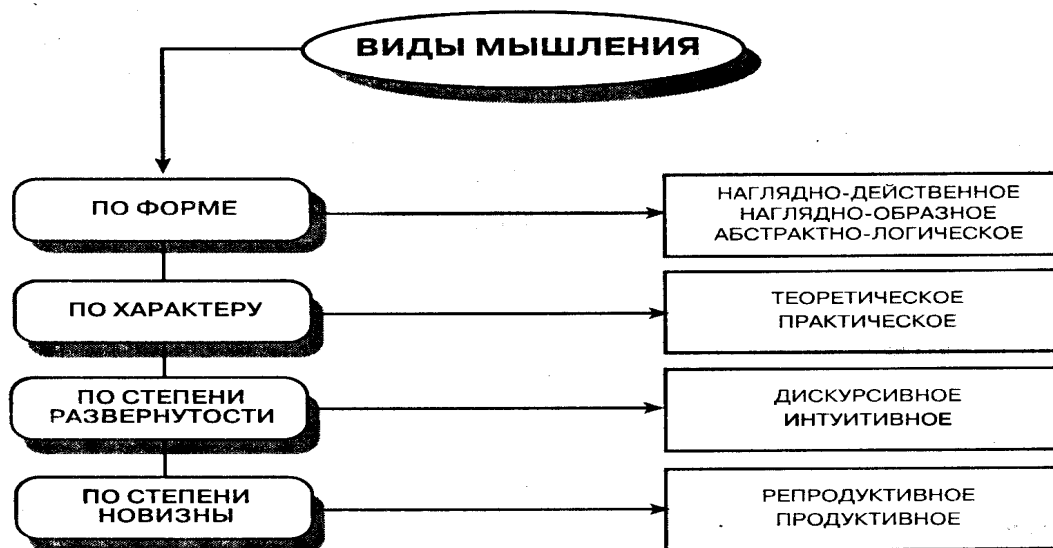 ВИДЫ МЫШЛЕНИЯ
ПО ФОРМЕ
НАГЛЯДНО-ДЕЙСТВЕННОЕ
НАГЛЯДНО-ОБРАЗНОЕ
АБСТРАКТНО-ЛОГИЧЕСКОЕ
ПО ХАРАКТЕРУ
ТЕОРЕТИЧЕСКОЕ
ПРАКТИЧЕСКОЕ
ПО СТЕПЕНИ
РАЗВЕРНУТОСТИ
ДИСКУРСИВНОЕ
ИНТУИТИВНОЕ
ПО СТЕПЕНИ
НОВИЗНЫ
РЕПРОДУКТИВНОЕ
ПРОДУКТИВНОЕ